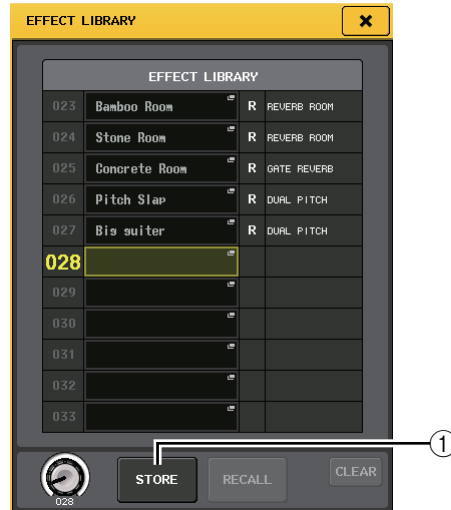 EFFECT LIBRARY
EFFECT LIBRARY
023 Bamboo Room R REVERB ROOM
024 Stone Room R REVERB ROOM
025 Concrete Room R GATE REVERB
026 Pitch Slap R DUAL PITCH
027 Big guiter R DUAL PITCH
028
029
030
031
032
033
1
STORE RECALL CLEAR
028